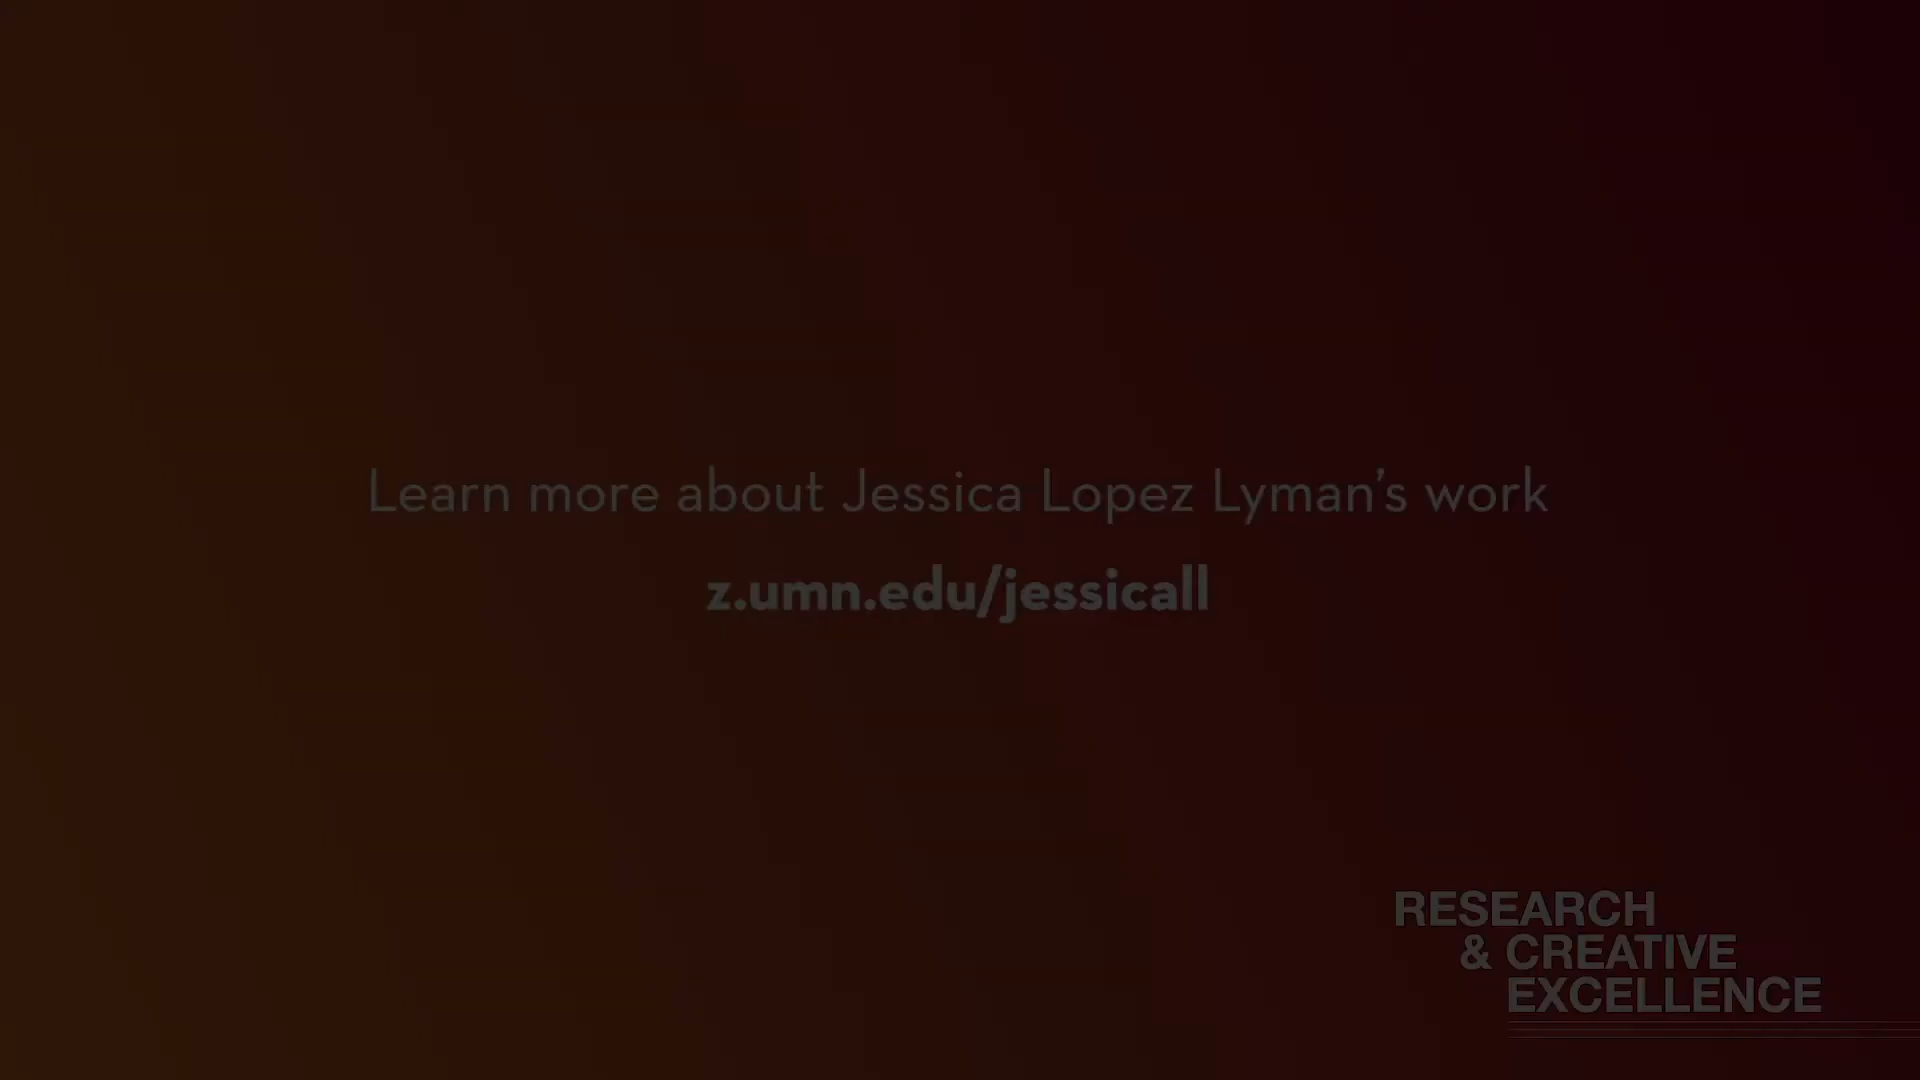 Learn more about Jessica Lopez Lyman’s work
z.umn.edu/jessicall
RESEARCH
& CREATIVE
EXCELLENCE